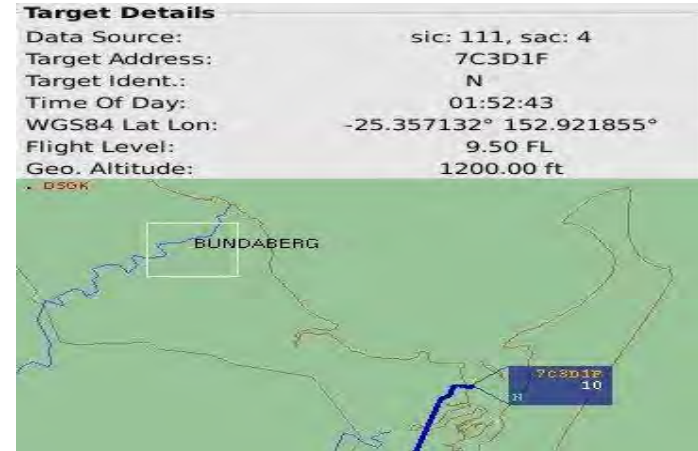 Target Details
Data Source: sic: 111, sac: 4
Target Address: 7C3D1F
Target Ident.: N
Time Of Day: 01:52:43
WGS84 Lat Lon: -25.357132° 152.921855°
Flight Level: 9.50 FL
Geo. Altitude: 1200.00 ft
DSGK
BUNDABERG
7C3D1F
10
N